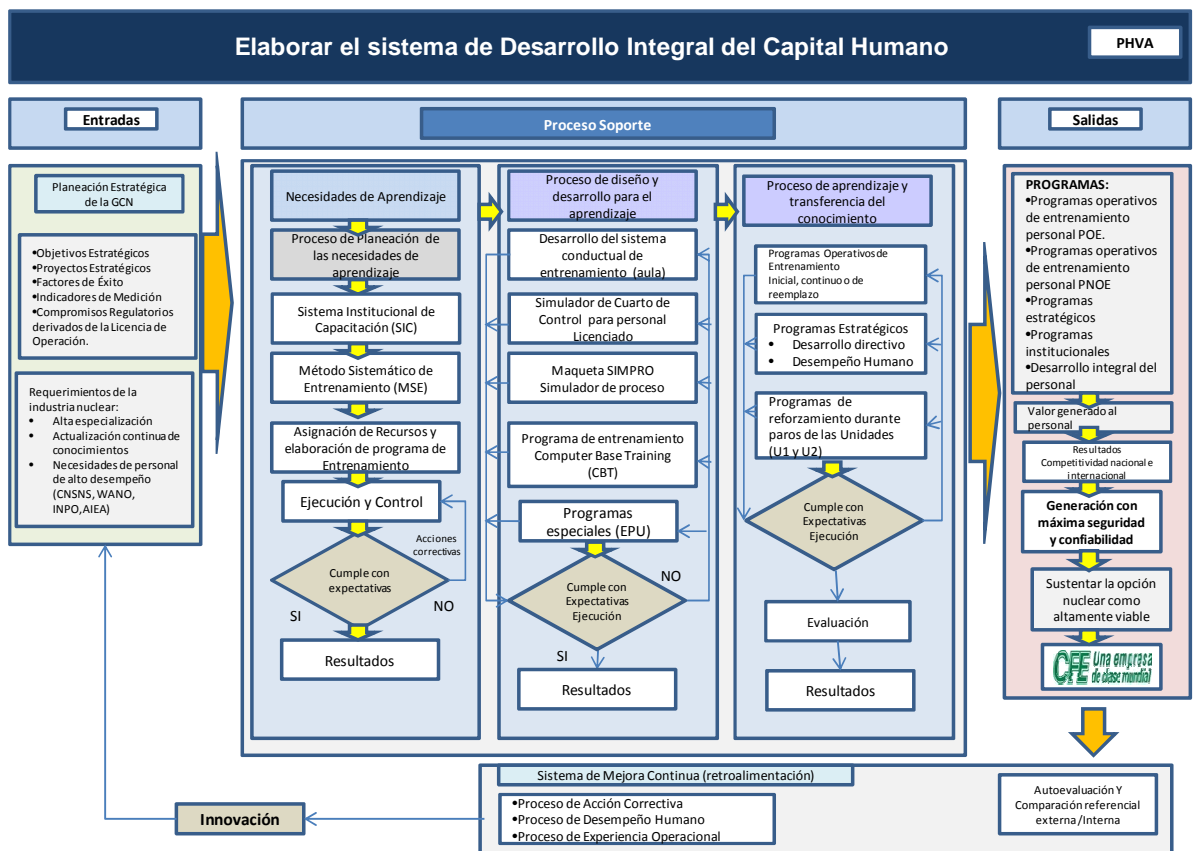 Elaborar el sistema de Desarrollo Integral del Capital Humano
PHVA
Entradas
Planeación Estratégica
de la GCN
•Objetivos Estratégicos
•Proyectos Estratégicos
•Factores de Éxito
•Indicadores de Medición
•Compromisos Regulatorios
derivados de la Licencia de
Operación.
Requerimientos de la
industria nuclear:
• Alta especialización
• Actualización continua de
conocimientos
• Necesidades de personal
de alto desempeño
(CNSNS, WANO,
INPO,AIEA)
Proceso Soporte
Necesidades de Aprendizaje
Proceso de Planeación de
las necesidades de
aprendizaje
Sistema Institucional de
Capacitación (SIC)
Método Sistemático de
Entrenamiento (MSE)
Asignación de Recursos y
elaboración de programa de
Entrenamiento
Ejecución y Control
Acciones
correctivas
Cumple con
expectativas
SI
NO
Resultados
Proceso de diseño y
desarrollo para el
aprendizaje
Desarrollo del sistema
conductual de
entrenamiento (aula)
Simulador de Cuarto de
Control para personal
Licenciado
Maqueta SIMPRO
Simulador de proceso
Programa de entrenamiento
Computer Base Training
(CBT)
Programas
especiales (EPU)
NO
Cumple con
Expectativas
Ejecución
SI
Resultados
Proceso de aprendizaje y
transferencia del
conocimiento
Programas Operativos de
Entrenamiento
Inicial, continuo o de
reemplazo
Programas Estratégicos
• Desarrollo directivo
• Desempeño Humano
Programas de
reforzamiento durante
paros de las Unidades
(U1 y U2)
Cumple con
Expectativas
Ejecución
Evaluación
Resultados
Salidas
PROGRAMAS:
•Programas operativos
de entrenamiento
personal POE.
•Programas operativos
de entrenamiento
personal PNOE
•Programas
estratégicos
•Programas
institucionales
•Desarrollo integral del
personal
Valor generado al
personal
Resultados
Competitividad nacional e
internacional
Generación con
máxima seguridad
y confiabilidad
Sustentar la opción
nuclear como
altamente viable
CFE Una empresa
de clase mundial
Sistema de Mejora Continua (retroalimentación)
•Proceso de Acción Correctiva
•Proceso de Desempeño Humano
•Proceso de Experiencia Operacional
Autoevaluación Y
Comparación referencial
externa /Interna
Innovación